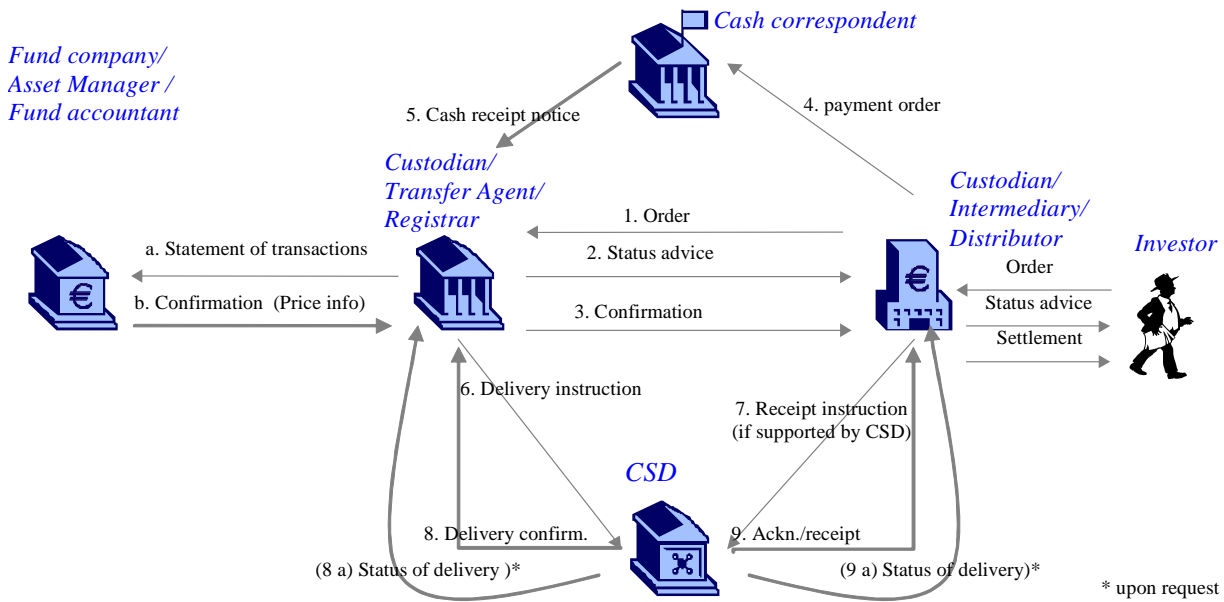 Cash correspondent
Fund company/
Asset Manager /
Fund accountant
4. payment order
5. Cash receipt notice
Custodian/
Transfer Agent/
Registrar
Custodian/
Intermediary/
Distributor
Investor
1. Order
a. Statement of transactions
2. Status advice
Order
b. Confirmation (Price info)
Status advice
3. Confirmation
Settlement
€
€
6. Delivery instruction
7. Receipt instruction
(if supported by CSD)
CSD
8. Delivery confirm.
9. Ackn./receipt
(8 a) Status of delivery )*
(9 a) Status of delivery)*
* upon request